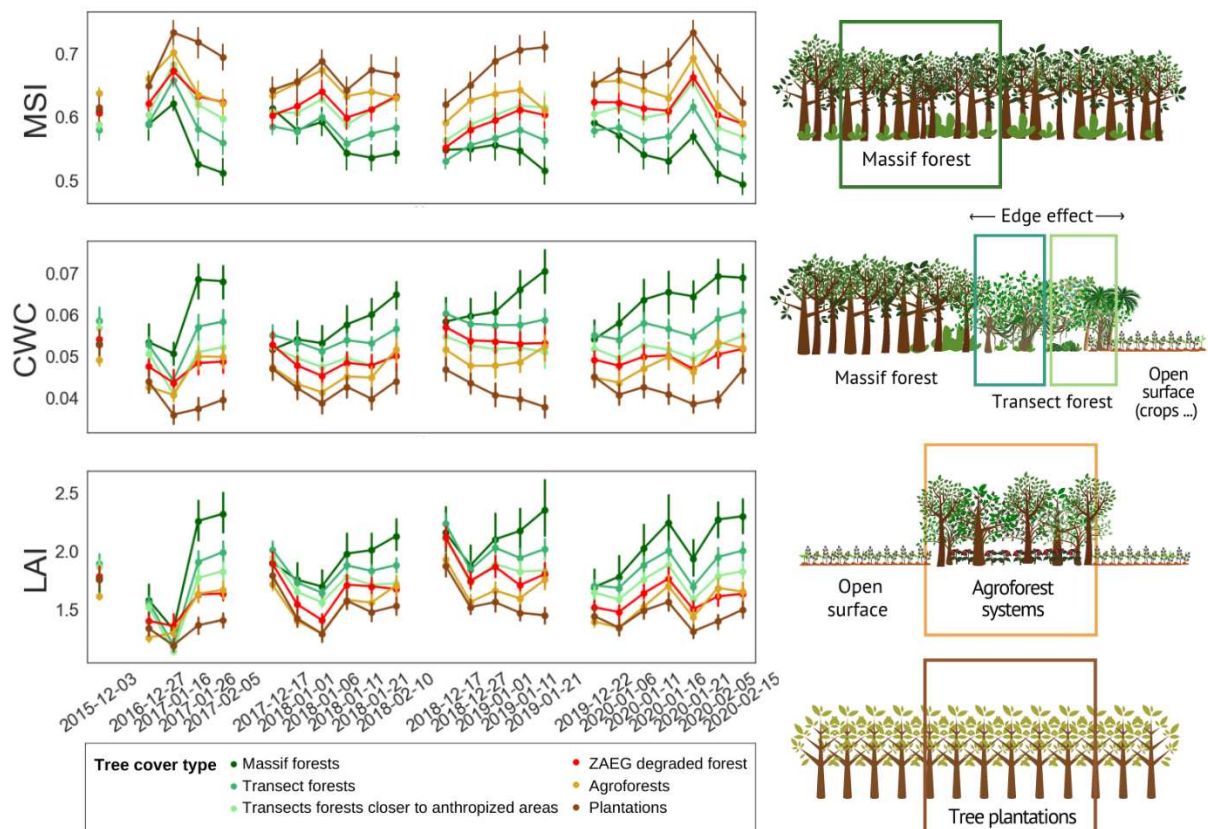 MSI
0.7
0.6
0.5
CWC
0.07
0.06
0.05
0.04
LAI
2.5
2.0
1.5
2015-12-03
2016-12-27
2017-01-16
2017-01-26
2017-02-05
2017-12-17
2018-01-01
2018-01-06
2018-01-11
2018-01-21
2018-02-10
2018-12-17
2018-12-27
2019-01-01
2019-01-11
2019-01-21
2019-12-22
2020-01-06
2020-01-11
2020-01-16
2020-01-21
2020-02-05
2020-02-15
Tree cover type
Massif forests
Transect forests
Transects forests closer to anthropized areas
ZAEG degraded forest
Agroforests
Plantations
Massif forest
← Edge effect →
Massif forest
Transect forest
Open
surface
(crops ...)
Open
surface
Agroforest
systems
Tree plantations